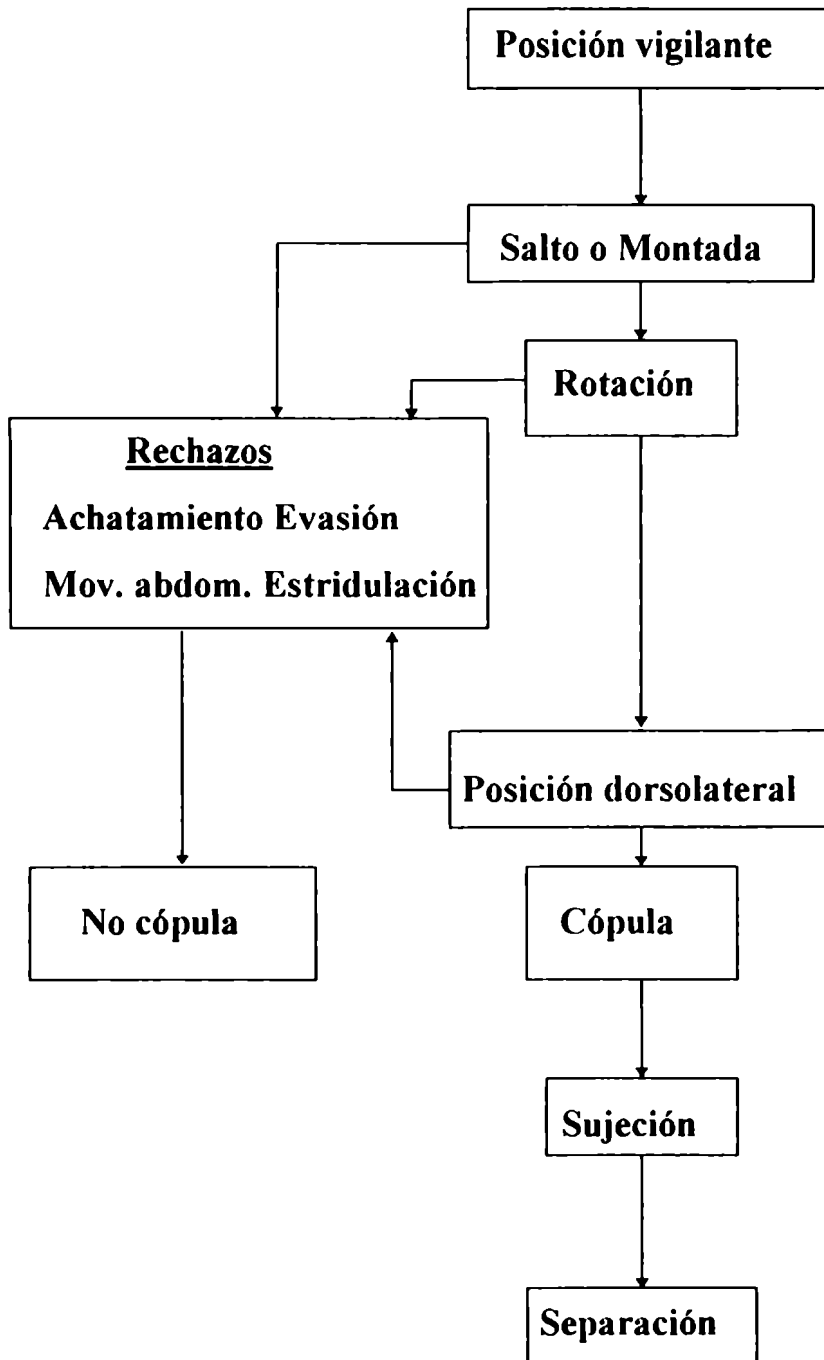 Posición vigilante
Salto o Montada
Rotación
Rechazos
Achatamiento Evasión
Mov. abdom. Estridulación
Posición dorsolateral
No cópula
Cópula
Sujeción
Separación